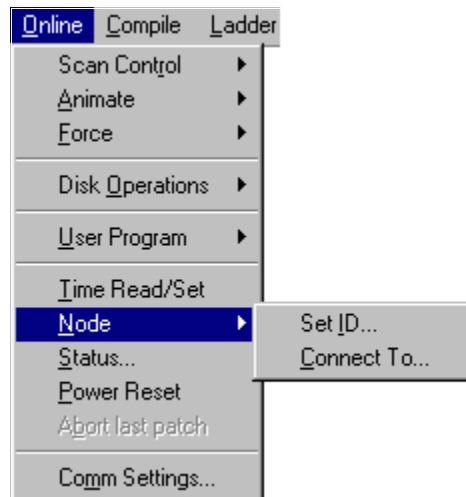 Online Compile Ladder
Scan Control
Animate
Force
Disk Operations
User Program
Time Read/Set
Node
Set ID...
Status...
Connect To...
Power Reset
Abort last patch
Comm Settings...